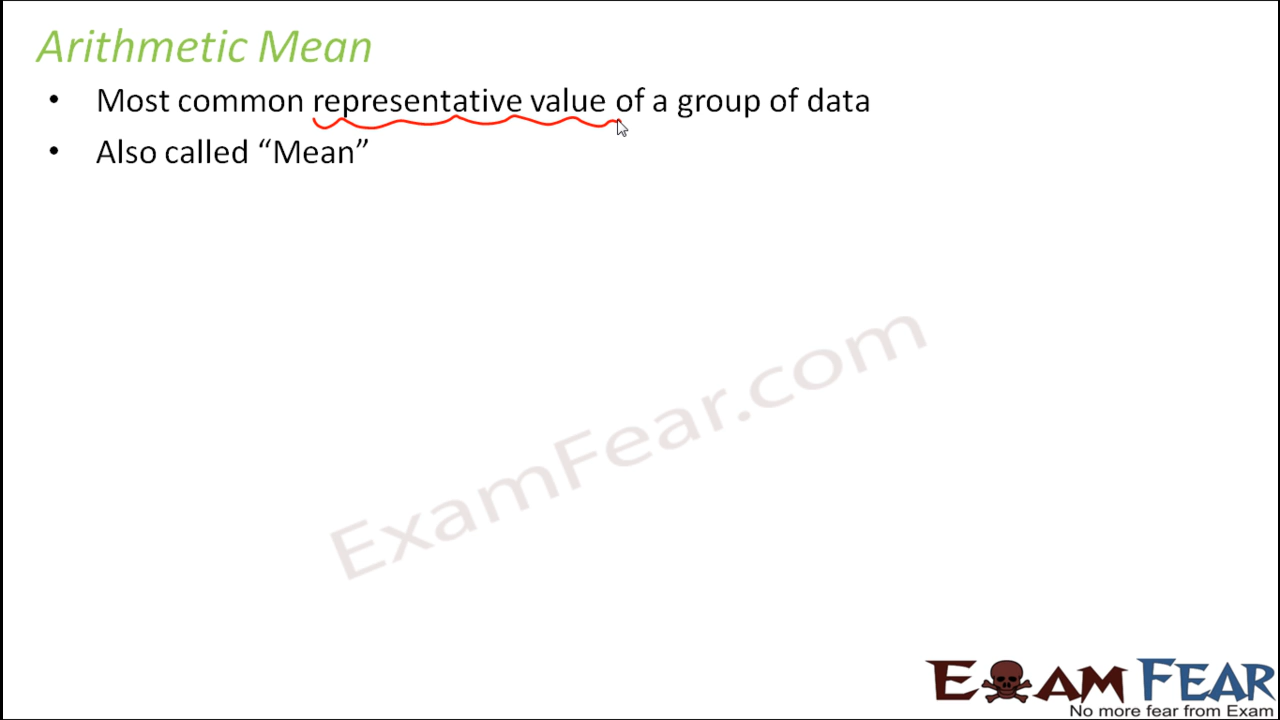 Arithmetic Mean
• Most common representative value of a group of data
• Also called “Mean”
ExamFear.com
EXAM FEAR
No more fear from Exam